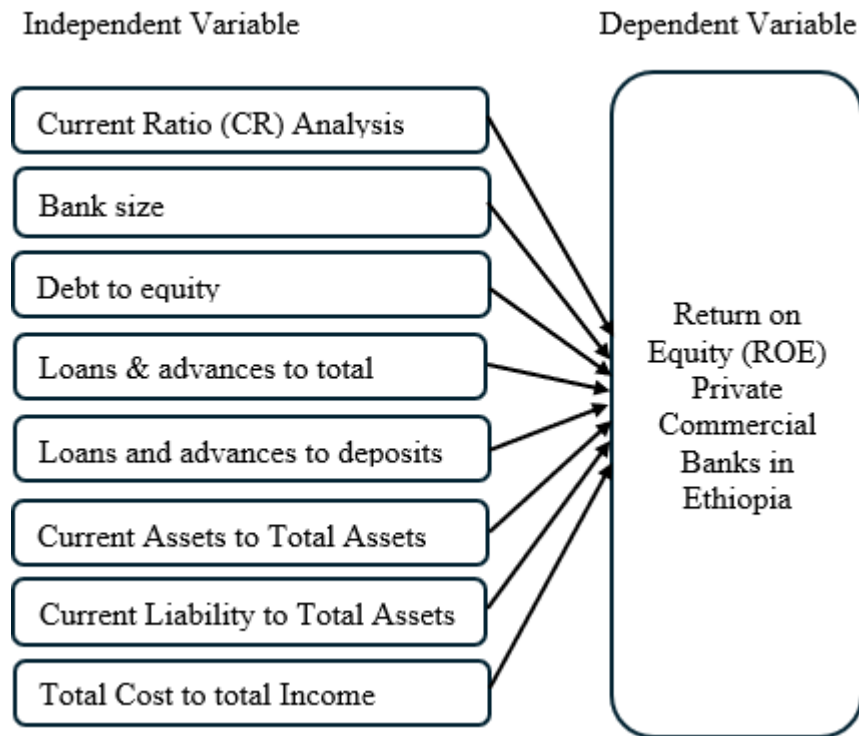 Independent Variable
Dependent Variable
Current Ratio (CR) Analysis
Bank size
Debt to equity
Loans & advances to total
Loans and advances to deposits
Current Assets to Total Assets
Current Liability to Total Assets
Total Cost to total Income
Return on
Equity (ROE)
Private
Commercial
Banks in
Ethiopia